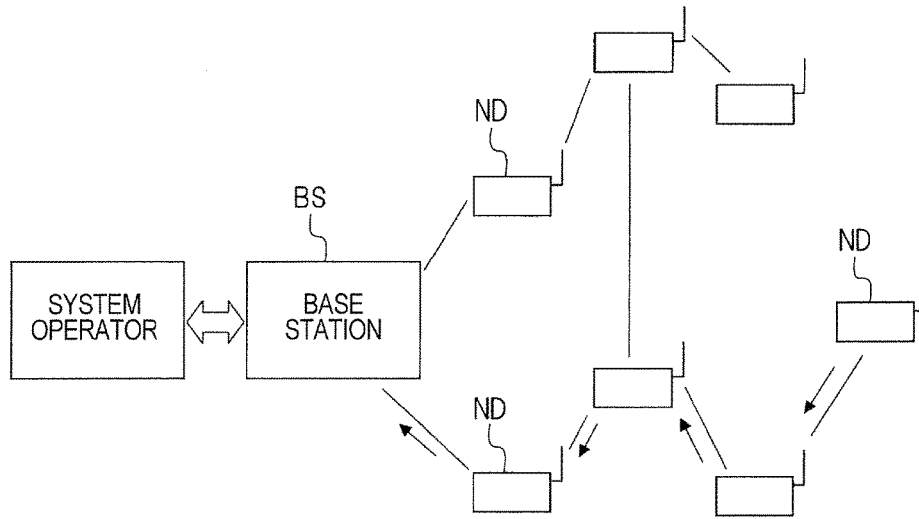 ND
BS
ND
SYSTEM
OPERATOR
BASE
STATION
ND